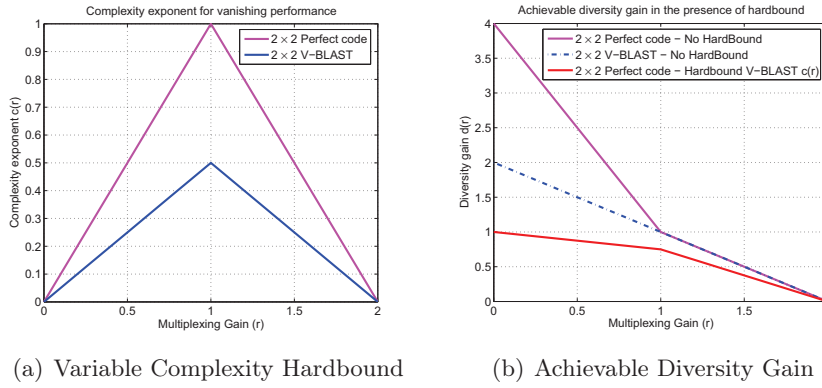 Complexity exponent for vanishing performance
2 × 2 Perfect code
2 × 2 V−BLAST
Complexity exponent c(r)
1
0.9
0.8
0.7
0.6
0.5
0.4
0.3
0.2
0.1
0
0 0.5 1 1.5 2
Multiplexing Gain (r)
(a) Variable Complexity Hardbound
Achievable diversity gain in the presence of hardbound
2 × 2 Perfect code − No HardBound
2 × 2 V−BLAST − No HardBound
2 × 2 Perfect code − Hardbound V−BLAST c(r)
Diversity gain d(r)
4
3.5
3
2.5
2
1.5
1
0.5
0
0 0.5 1 1.5
Multiplexing Gain (r)
(b) Achievable Diversity Gain